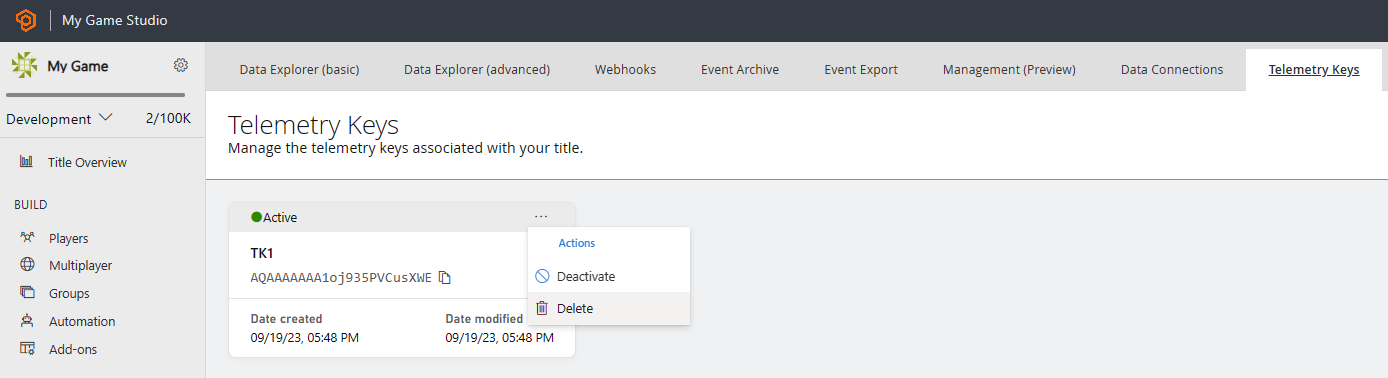 My Game Studio
My Game
Development 2/100K
Title Overview
BUILD
Players
Multiplayer
Groups
Automation
Add-ons
Data Explorer (basic) Data Explorer (advanced) Webhooks Event Archive Event Export Management (Preview) Data Connections Telemetry Keys
Telemetry Keys
Manage the telemetry keys associated with your title.
Active ...
TK1
AQAAAAAAA1oj935PVCusXWE
Date created Date modified
09/19/23, 05:48 PM 09/19/23, 05:48 PM
Actions
Deactivate
Delete